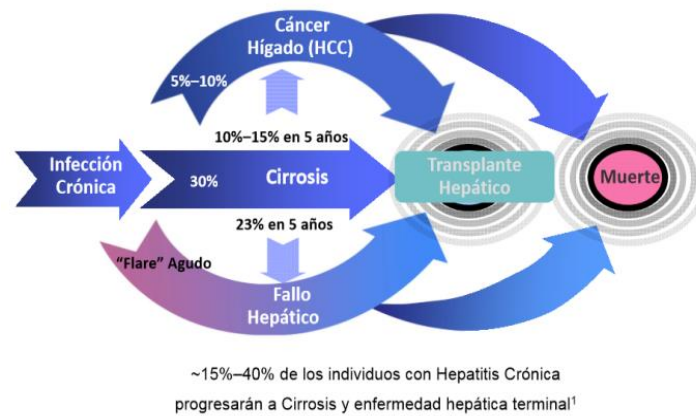 Cáncer
Hígado (HCC)
5%–10%
10%–15% en 5 años
Infección
Crónica
30%
Cirrosis
Transplante
Hepático
Muerte
23% en 5 años
“Flare” Agudo
Fallo
Hepático
~15%–40% de los individuos con Hepatitis Crónica
progresarán a Cirrosis y enfermedad hepática terminal¹